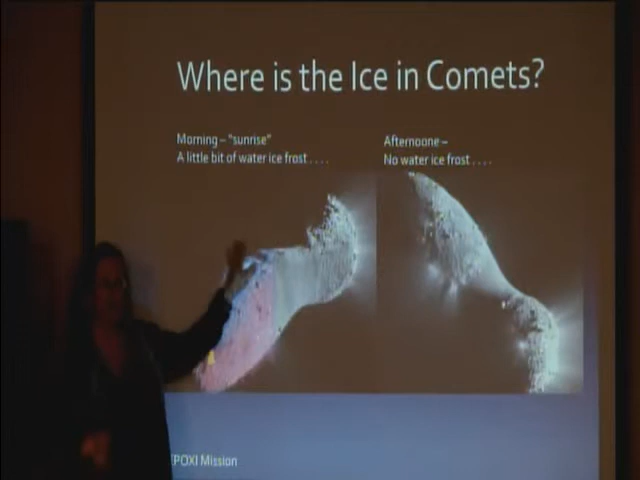 Where is the Ice in Comets?
Morning – "sunrise"
A little bit of water ice frost . . . .
Afternoone –
No water ice frost . . . .
EPOXI Mission